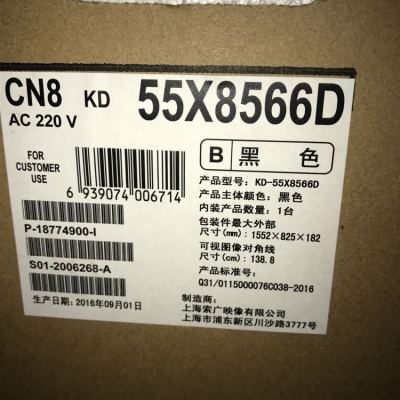 CN8 KD 55X8566D
AC 220 V
B 黑 色
FOR
CUSTOMER
USE
6 939074 006714
P-18774900-I
S01-2006268-A
生产日期: 2016年09月01日
产品型号: KD-55X8566D
产品主体颜色: 黑色
内装产品数量: 1台
包装件最大外部
尺寸(mm): 1552×825×182
可视图像对角线
尺寸(cm): 138.8
产品标准号:
Q31/0115000076C038-2016
制造商:
上海索广映像有限公司
上海市浦东新区川沙路3777号